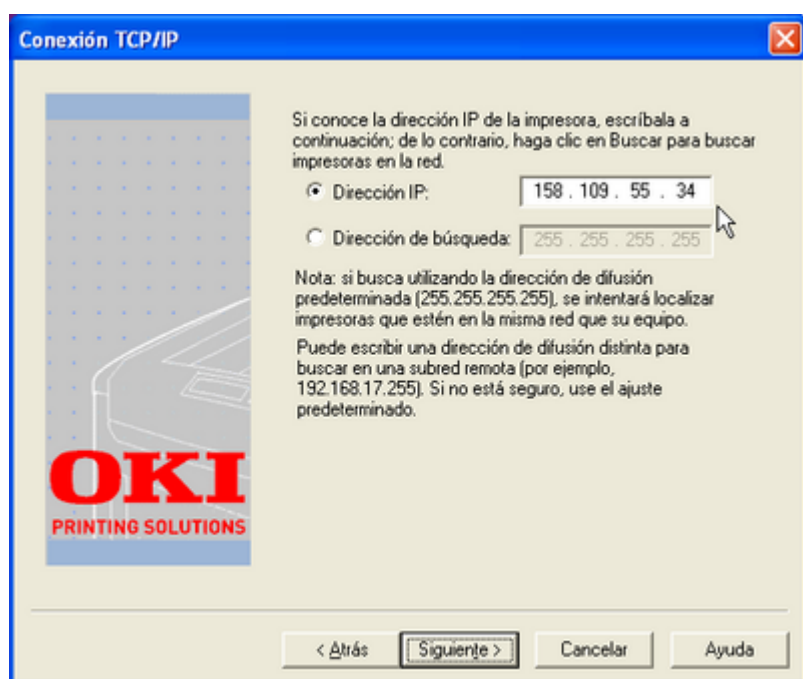 Conexión TCP/IP
Si conoce la dirección IP de la impresora, escríbala a
continuación; de lo contrario, haga clic en Buscar para buscar
impresoras en la red.
Dirección IP: 158 . 109 . 55 . 34
Dirección de búsqueda: 255 . 255 . 255 . 255
Nota: si busca utilizando la dirección de difusión
predeterminada (255.255.255.255), se intentará localizar
impresoras que estén en la misma red que su equipo.
Puede escribir una dirección de difusión distinta para
buscar en una subred remota (por ejemplo,
192.168.17.255). Si no está seguro, use el ajuste
predeterminado.
OKI
PRINTING SOLUTIONS
< Atrás Siguiente > Cancelar Ayuda